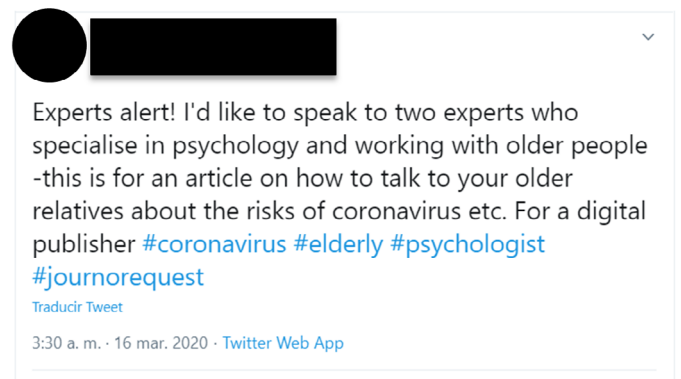 Experts alert! I'd like to speak to two experts who
specialise in psychology and working with older people
-this is for an article on how to talk to your older
relatives about the risks of coronavirus etc. For a digital
publisher #coronavirus #elderly #psychologist
#journorequest
Traducir Tweet
3:30 a. m. · 16 mar. 2020 · Twitter Web App